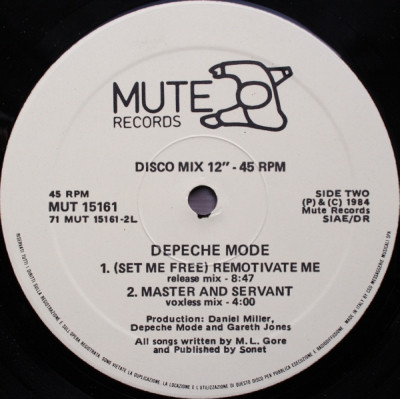 MUTE
RECORDS
DISCO MIX 12" - 45 RPM
45 RPM
MUT 15161
71 MUT 15161-2L
SIDE TWO
(P) & (C) 1984
Mute Records
SIAE/DR
DEPECHE MODE
1. (SET ME FREE) REMOTIVATE ME
release mix - 8:47
2. MASTER AND SERVANT
voxless mix - 4:00
Production: Daniel Miller,
Depeche Mode and Gareth Jones
All songs written by M.L. Gore
and Published by Sonet